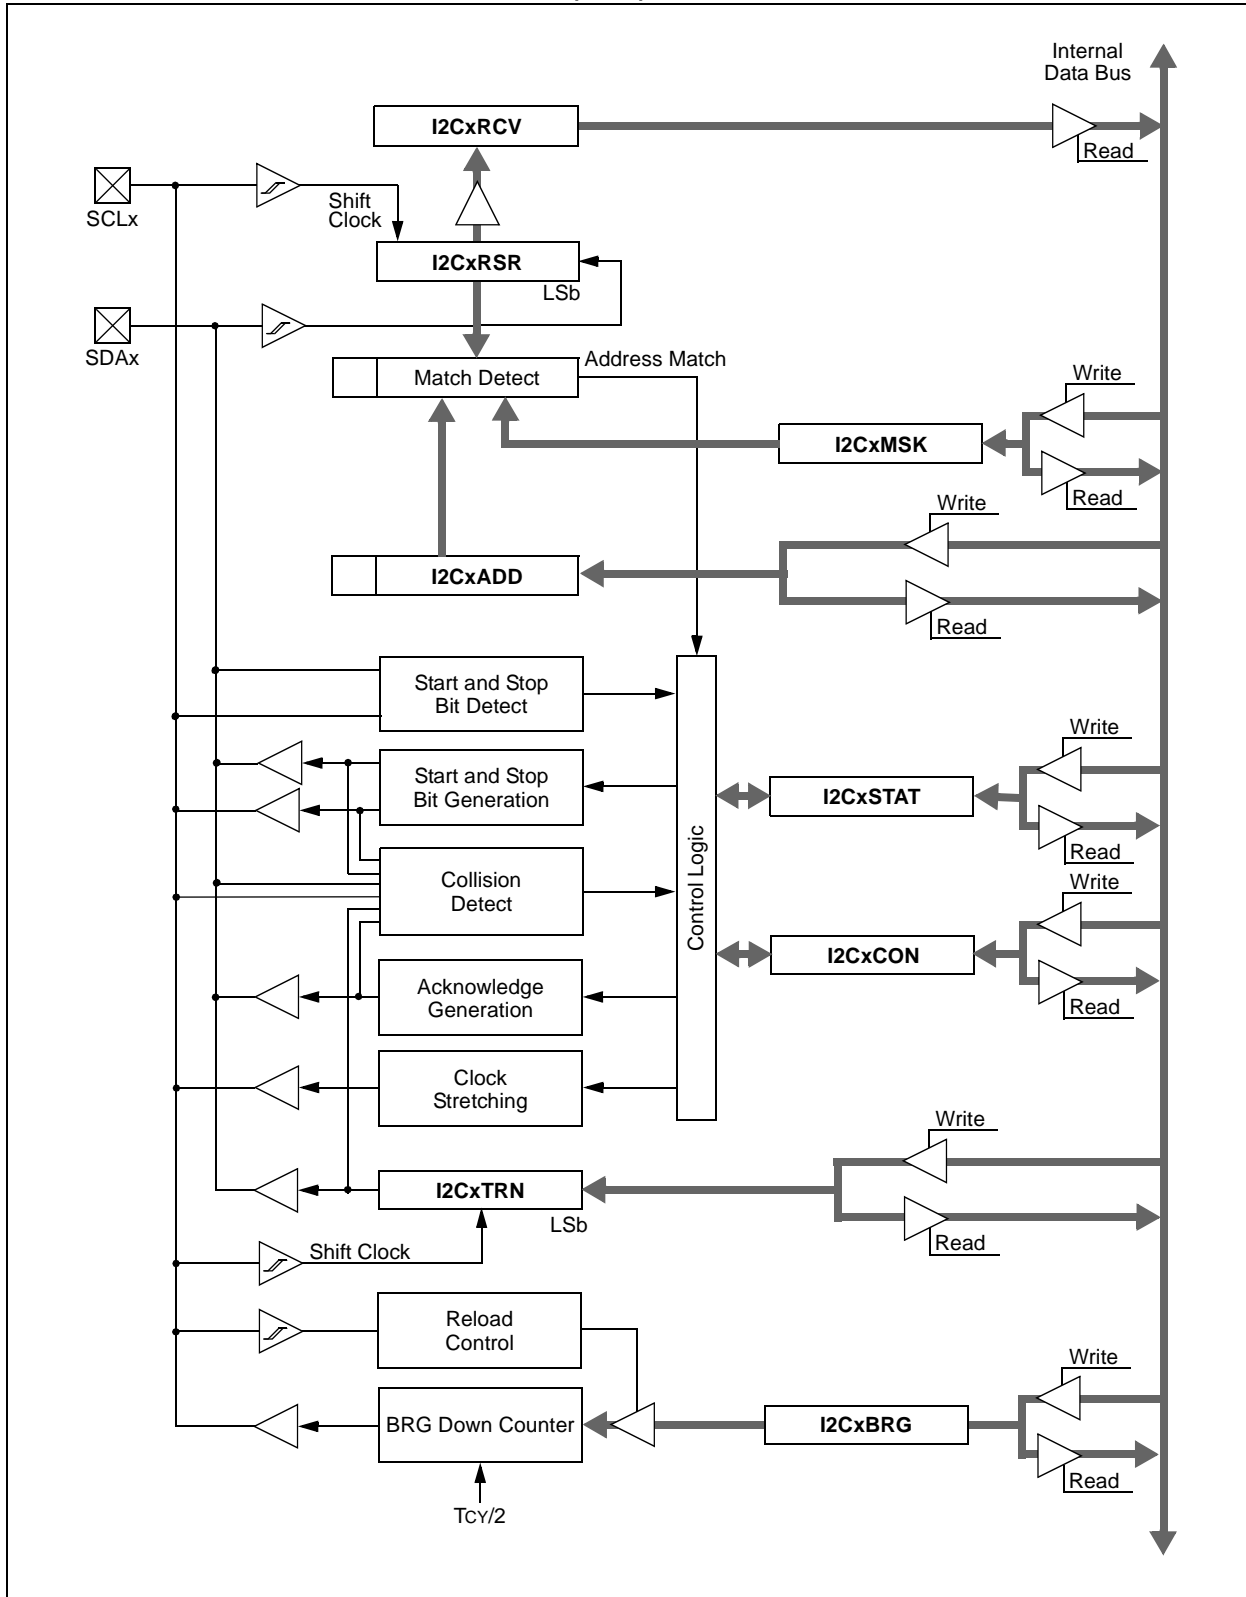 Internal
Data Bus
I2CxRCV
Read
SCLx
Shift
Clock
I2CxRSR
LSb
SDAx
Address Match
Match Detect
Write
I2CxMSK
Read
Write
I2CxADD
Read
Start and Stop
Bit Detect
Write
Start and Stop
Bit Generation
I2CxSTAT
Control Logic
Read
Collision
Detect
Write
I2CxCON
Acknowledge
Generation
Read
Clock
Stretching
Write
I2CxTRN
LSb
Read
Shift Clock
Reload
Control
Write
BRG Down Counter
I2CxBRG
Read
TCY/2